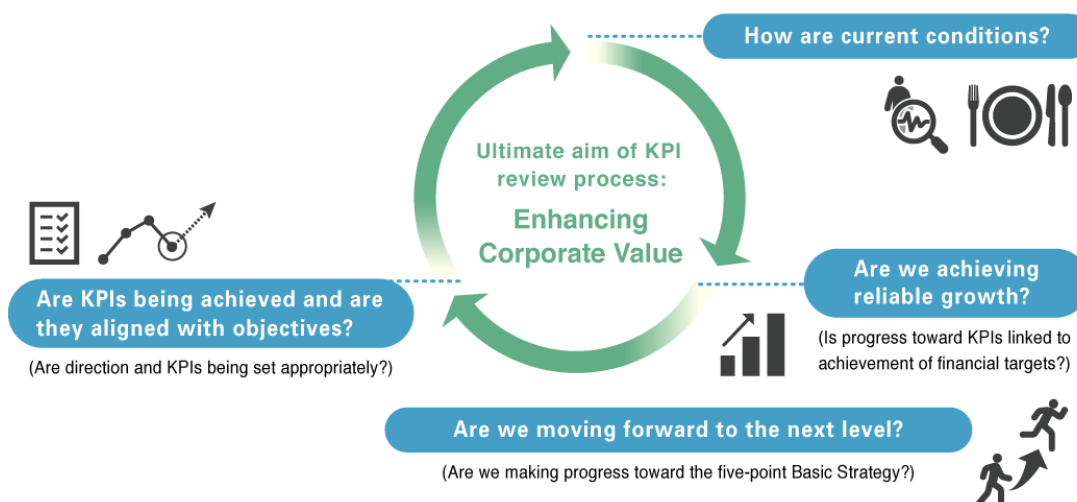 How are current conditions?
Ultimate aim of KPI
review process:
Enhancing
Corporate Value
Are we achieving
reliable growth?
(Is progress toward KPIs linked to
achievement of financial targets?)
Are KPIs being achieved and are
they aligned with objectives?
(Are direction and KPIs being set appropriately?)
Are we moving forward to the next level?
(Are we making progress toward the five-point Basic Strategy?)